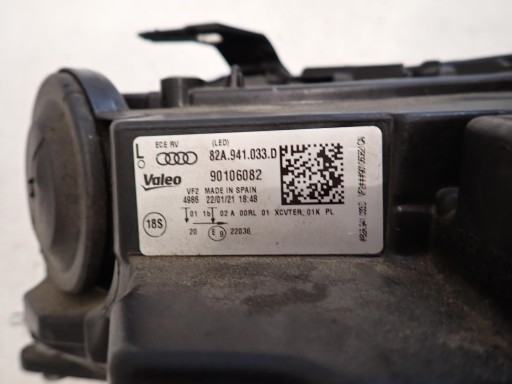 L ECE RV (LED)
82A.941.033.D
Valeo 90106082
VF2 MADE IN SPAIN
4986 22/01/21 18:48
18S 01 1b 02 A 00RL 01 XCVTER_01K PL
20 E9 22036